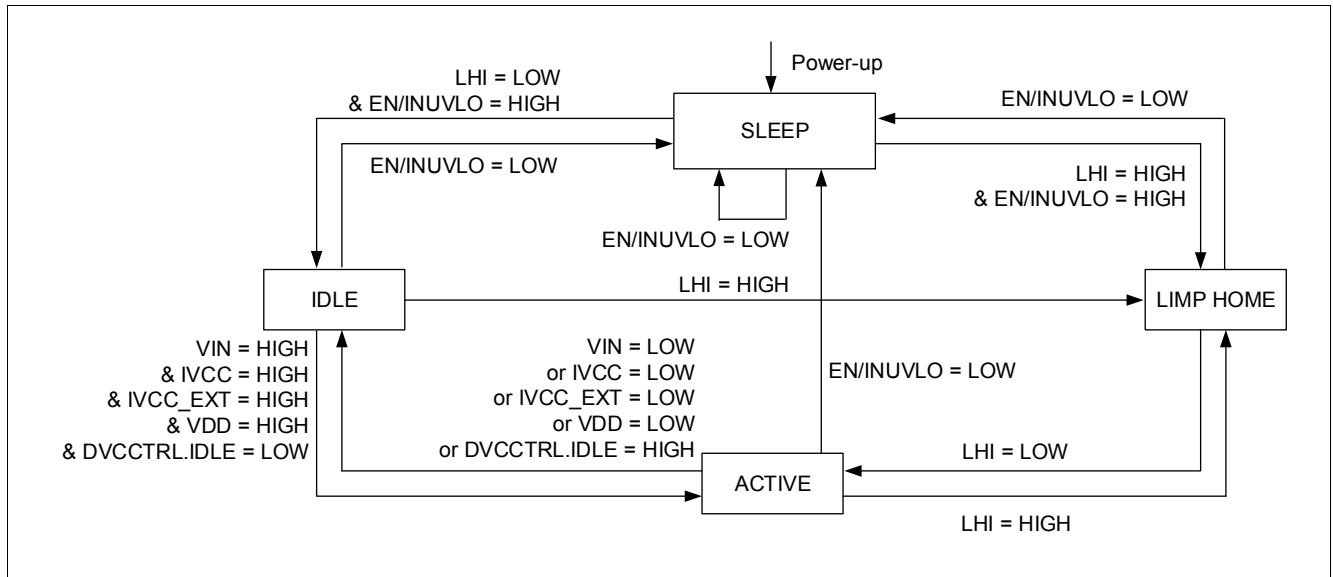 Power-up
LHI = LOW
& EN/INUVLO = HIGH
EN/INUVLO = LOW
SLEEP
EN/INUVLO = LOW
LHI = HIGH
& EN/INUVLO = HIGH
EN/INUVLO = LOW
IDLE
LHI = HIGH
LIMP HOME
VIN = HIGH
& IVCC = HIGH
& IVCC_EXT = HIGH
& VDD = HIGH
& DVCCTRL.IDLE = LOW
VIN = LOW
or IVCC = LOW
or IVCC_EXT = LOW
or VDD = LOW
or DVCCTRL.IDLE = HIGH
EN/INUVLO = LOW
LHI = LOW
ACTIVE
LHI = HIGH